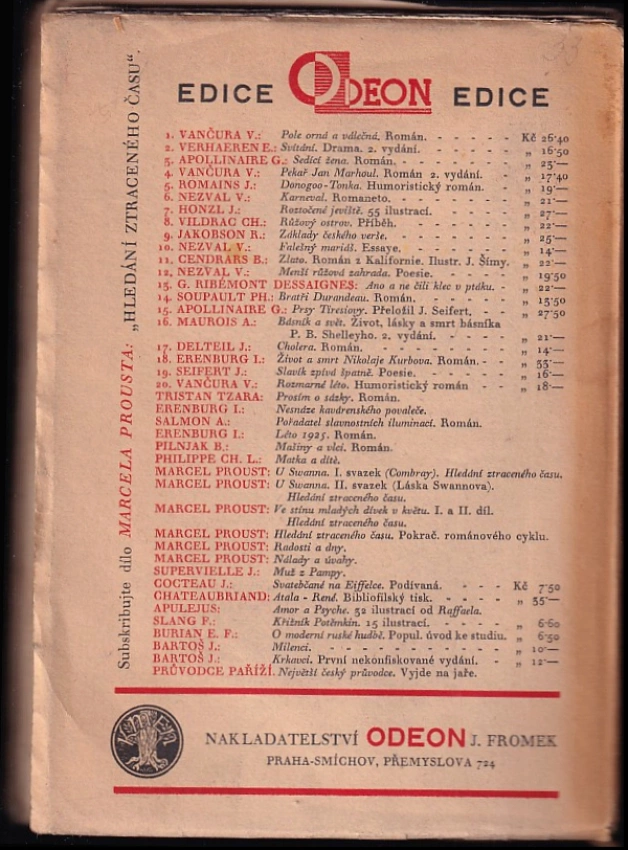 EDICE ODEON EDICE
1. VANČURA V.: Pole orná a válečná. Román. - - - - - Kč 26·40
2. VERHAEREN E.: Svítání. Drama. 2. vydání. - - - - - „ 16·50
3. APOLLINAIRE G.: Sedící žena. Román. - - - - - - „ 23·—
4. VANČURA V.: Pekař Jan Marhoul. Román 2. vydání. - - „ 17·40
5. ROMAINS J.: Donogoo-Tonka. Humoristický román. - - „ 19·—
6. NEZVAL V.: Karneval. Romaneto. - - - - - - „ 21·—
7. HONZL J.: Roztočené jeviště. 55 ilustrací. - - - - „ 27·—
8. VILDRAC CH.: Růžový ostrov. Příběh. - - - - - „ 22·—
9. JAKOBSON R.: Základy českého verše. - - - - - „ 25·—
10. NEZVAL V.: Falešný mariáš. Essaye. - - - - - „ 14·—
11. CENDRARS B.: Zlato. Román z Kalifornie. Ilustr. J. Šímy. „ 22·—
12. NEZVAL V.: Menší růžová zahrada. Poesie. - - - - „ 19·50
13. G. RIBÉMONT DESSAIGNES: Ano a ne čili klec v ptáku. - „ 22·—
14. SOUPAULT PH.: Bratři Durandeau. Román. - - - - „ 15·50
15. APOLLINAIRE G.: Prsy Tiresiovy. Přeložil J. Seifert. - - „ 27·50
16. MAUROIS A.: Básník a svět. Život, lásky a smrt básníka
P. B. Shelleyho. 2. vydání. - - - - „ 21·—
17. DELTEIL J.: Cholera. Román. - - - - - - „ 14·—
18. ERENBURG I.: Život a smrt Nikolaje Kurbova. Román. - - „ 33·—
19. SEIFERT J.: Slavík zpívá špatně. Poesie. - - - - „ 16·—
20. VANČURA V.: Rozmarné léto. Humoristický román - - „ 18·—
TRISTAN TZARA: Prosím o sázky. Román.
ERENBURG I.: Nesnáze kavárenského povaleče.
SALMON A.: Pořadatel slavnostních iluminací. Román.
ERENBURG I.: Léto 1925. Román.
PILNJAK B.: Mašiny a vlci. Román.
PHILIPPE CH. L.: Matka a dítě.
MARCEL PROUST: U Swanna. I. svazek (Combray). Hledání ztraceného času.
MARCEL PROUST: U Swanna. II. svazek (Láska Swannova).
Hledání ztraceného času.
MARCEL PROUST: Ve stínu mladých dívek v květu. I. a II. díl.
Hledání ztraceného času.
MARCEL PROUST: Hledání ztraceného času. Pokrač. románového cyklu.
MARCEL PROUST: Radosti a dny.
MARCEL PROUST: Nálady a úvahy.
SUPERVIELLE J.: Muž z Pampy.
COCTEAU J.: Svatebčané na Eiffelce. Podívaná. - - - Kč 7·50
CHATEAUBRIAND: Atala - René. Bibliofilský tisk. - - - - „ 35·—
APULEJUS: Amor a Psyche. 32 ilustrací od Raffaela.
SLANG F.: Křižník Potěmkin. 15 ilustrací. - - - - „ 6·60
BURIAN E. F.: O moderní ruské hudbě. Popul. úvod ke studiu. „ 6·50
BARTOŠ J.: Milenci. - - - - - - - - - „ 10·—
BARTOŠ J.: Krkavci. První nekonfiskované vydání. - „ 12·—
PRŮVODCE PAŘÍŽÍ. Největší český průvodce. Vyjde na jaře.
Subskribujte dílo MARCELA PROUSTA: „HLEDÁNÍ ZTRACENÉHO ČASU“
NAKLADATELSTVÍ ODEON J. FROMEK
PRAHA-SMÍCHOV, PŘEMYSLOVA 724